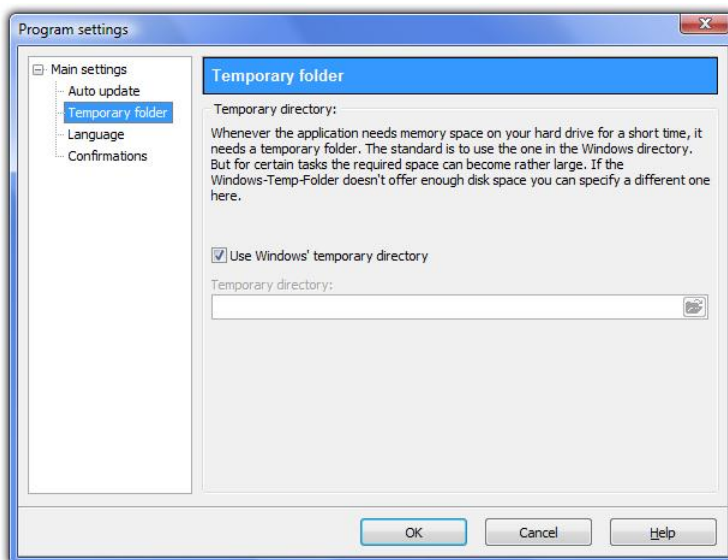 Program settings
Main settings
Auto update
Temporary folder
Language
Confirmations
Temporary folder
Temporary directory:
Whenever the application needs memory space on your hard drive for a short time, it
needs a temporary folder. The standard is to use the one in the Windows directory.
But for certain tasks the required space can become rather large. If the
Windows-Temp-Folder doesn't offer enough disk space you can specify a different one
here.
Use Windows' temporary directory
Temporary directory:
OK
Cancel
Help